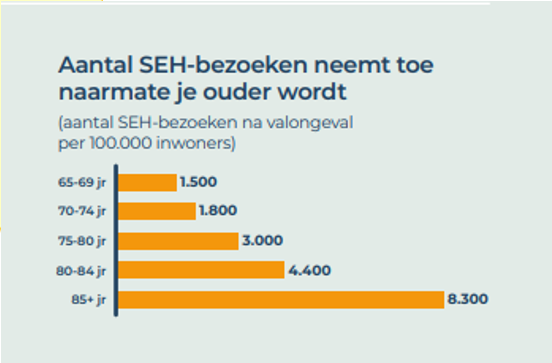 Aantal SEH-bezoeken neemt toe
naarmate je ouder wordt
(aantal SEH-bezoeken na valongeval
per 100.000 inwoners)
65-69 jr 1.500
70-74 jr 1.800
75-80 jr 3.000
80-84 jr 4.400
85+ jr 8.300